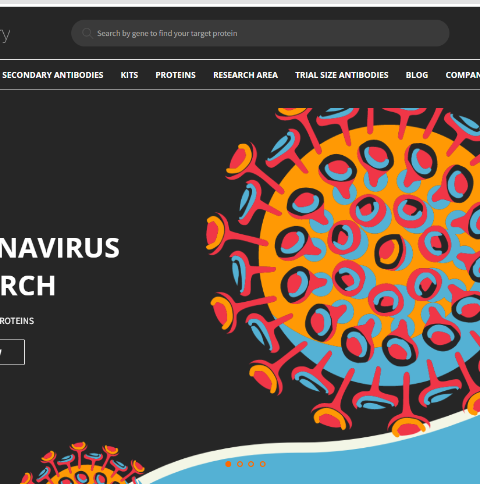 Search by gene to find your target protein
SECONDARY ANTIBODIES KITS PROTEINS RESEARCH AREA TRIAL SIZE ANTIBODIES BLOG COMPAN
NAVIRUS
RCH
ROTEINS